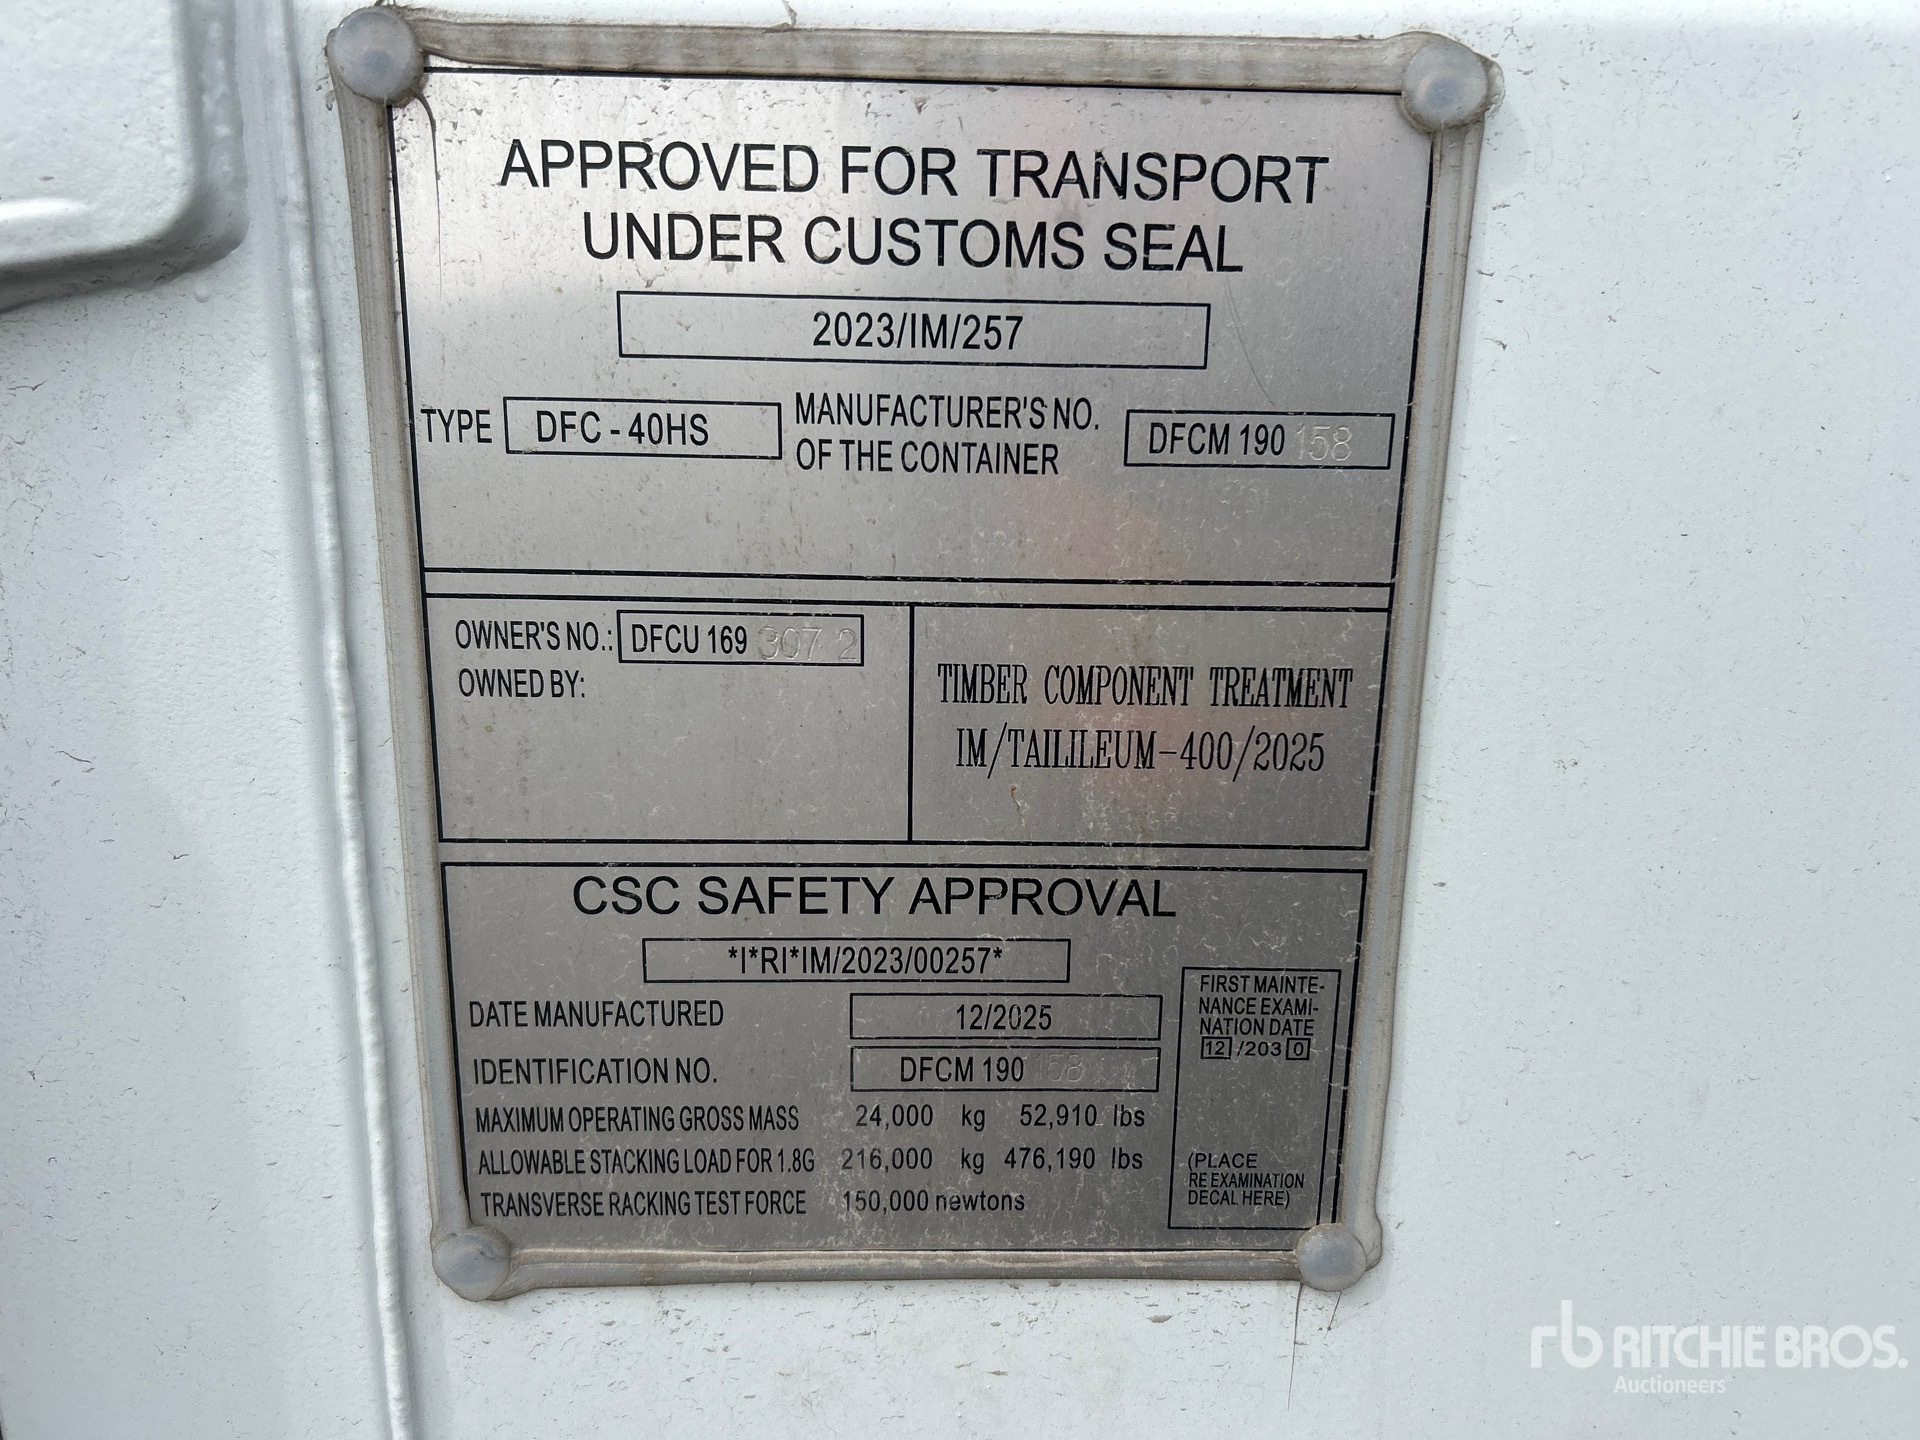 APPROVED FOR TRANSPORT
UNDER CUSTOMS SEAL
2023/IM/257
TYPE DFC - 40HS
MANUFACTURER'S NO.
OF THE CONTAINER
DFCM 190 158
OWNER'S NO.: DFCU 169 307 2
OWNED BY:
TIMBER COMPONENT TREATMENT
IM/TAILILEUM-400/2025
CSC SAFETY APPROVAL
*I*RI*IM/2023/00257*
DATE MANUFACTURED 12/2025
IDENTIFICATION NO. DFCM 190 158
MAXIMUM OPERATING GROSS MASS 24,000 kg 52,910 lbs
ALLOWABLE STACKING LOAD FOR 1.8G 216,000 kg 476,190 lbs
TRANSVERSE RACKING TEST FORCE 150,000 newtons
FIRST MAINTE-
NANCE EXAMI-
NATION DATE
12 /203 0
(PLACE
RE EXAMINATION
DECAL HERE)
rb RITCHIE BROS.
Auctioneers